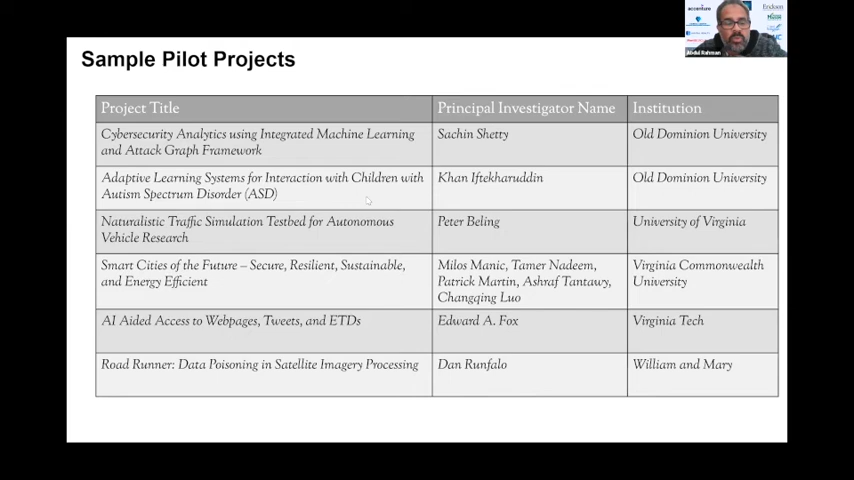 accenture
Erickson
Abdul Rahman
Sample Pilot Projects
Project Title
Principal Investigator Name
Institution
Cybersecurity Analytics using Integrated Machine Learning
and Attack Graph Framework
Sachin Shetty
Old Dominion University
Adaptive Learning Systems for Interaction with Children with
Autism Spectrum Disorder (ASD)
Khan Iftekharuddin
Old Dominion University
Naturalistic Traffic Simulation Testbed for Autonomous
Vehicle Research
Peter Beling
University of Virginia
Smart Cities of the Future – Secure, Resilient, Sustainable,
and Energy Efficient
Milos Manic, Tamer Nadeem,
Patrick Martin, Ashraf Tantawy,
Changqing Luo
Virginia Commonwealth
University
AI Aided Access to Webpages, Tweets, and ETDs
Edward A. Fox
Virginia Tech
Road Runner: Data Poisoning in Satellite Imagery Processing
Dan Runfalo
William and Mary